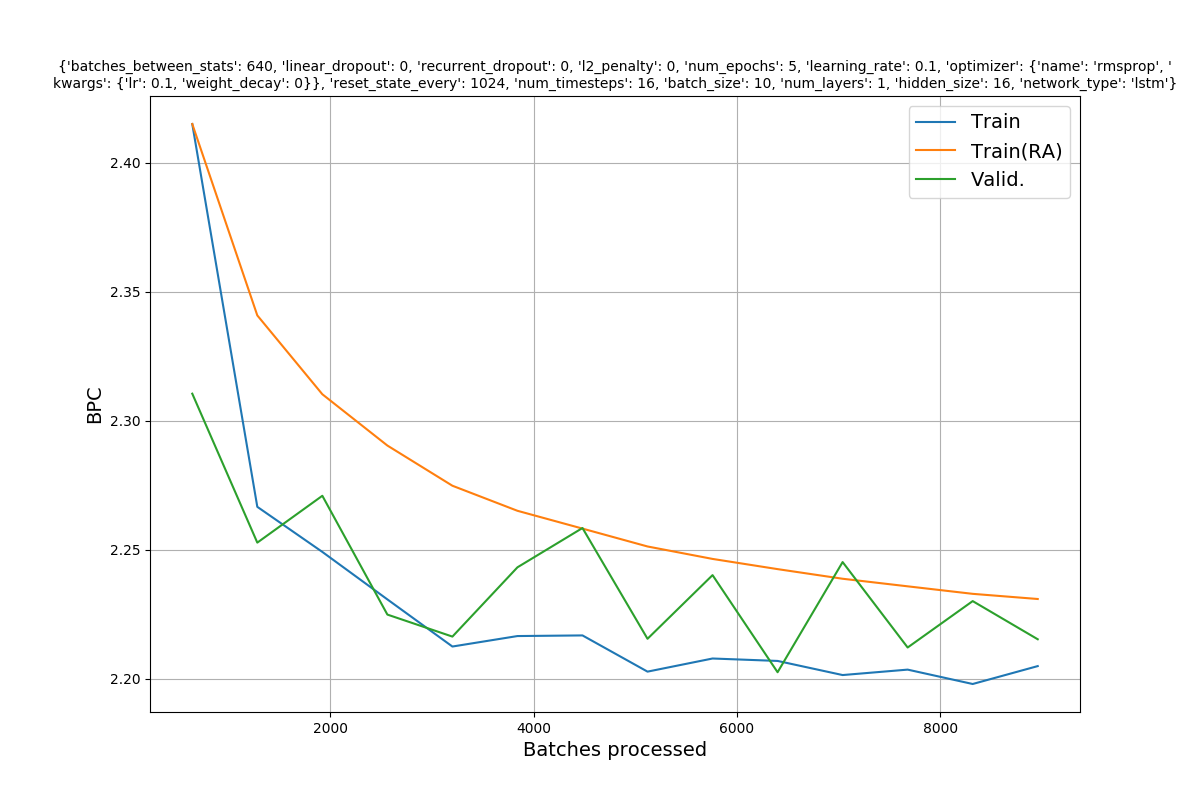 {'batches_between_stats': 640, 'linear_dropout': 0, 'recurrent_dropout': 0, 'l2_penalty': 0, 'num_epochs': 5, 'learning_rate': 0.1, 'optimizer': {'name': 'rmsprop', '
kwargs': {'lr': 0.1, 'weight_decay': 0}}, 'reset_state_every': 1024, 'num_timesteps': 16, 'batch_size': 10, 'num_layers': 1, 'hidden_size': 16, 'network_type': 'lstm'}
Train
Train(RA)
Valid.
2.40
2.35
2.30
2.25
2.20
BPC
2000
4000
6000
8000
Batches processed